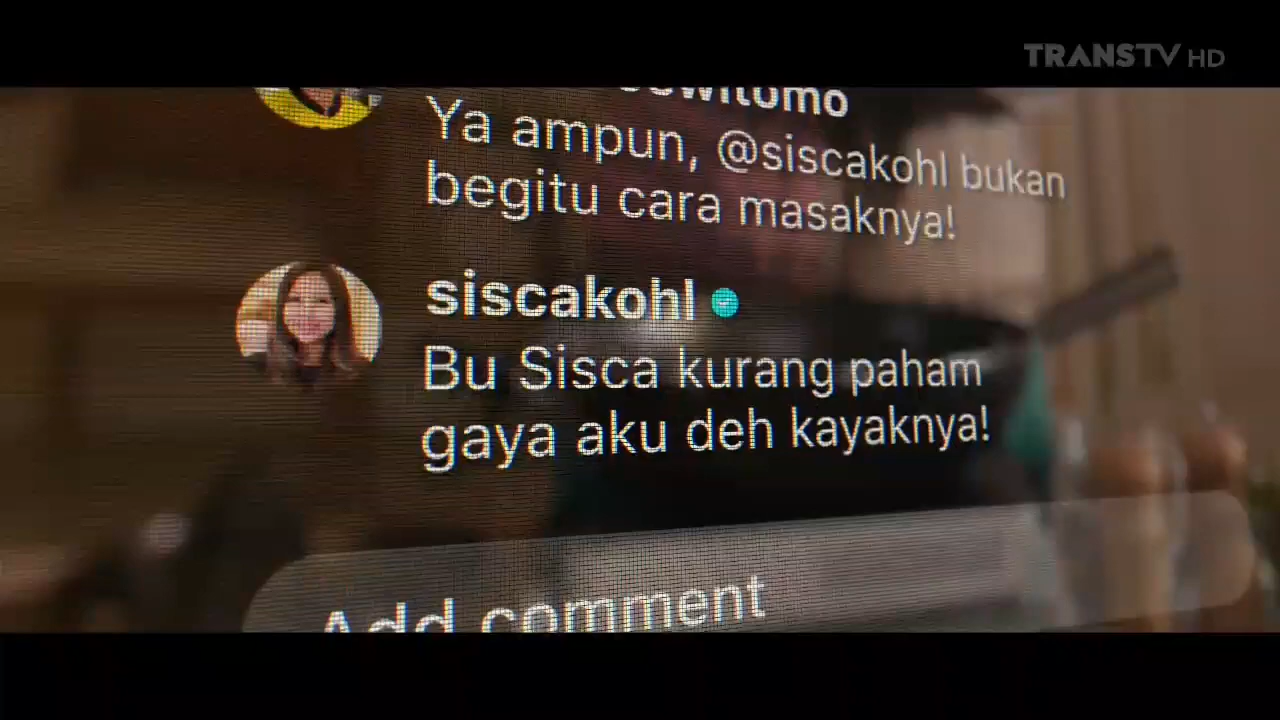 TRANSTV HD
Ya ampun, @siscakohl bukan
begitu cara masaknya!
siscakohl
Bu Sisca kurang paham
gaya aku deh kayaknya!
Add comment